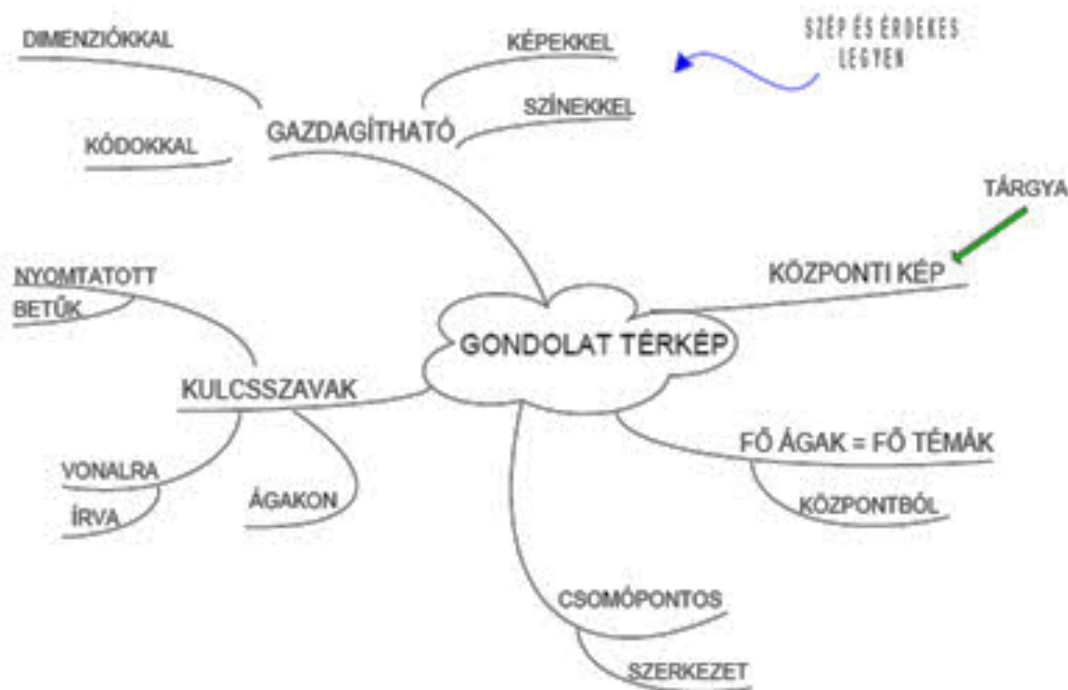 DIMENZIÓKKAL
KÉPEKKEL
SZÉP ÉS ÉRDEKES
LEGYEN
SZÍNEKKEL
GAZDAGÍTHATÓ
KÓDOKKAL
TÁRGYA
KÖZPONTI KÉP
NYOMTATOTT
BETŰK
GONDOLAT TÉRKÉP
KULCSSZAVAK
FŐ ÁGAK = FŐ TÉMÁK
VONALRA
ÍRVA
ÁGAKON
KÖZPONTBÓL
CSOMÓPONTOS
SZERKEZET